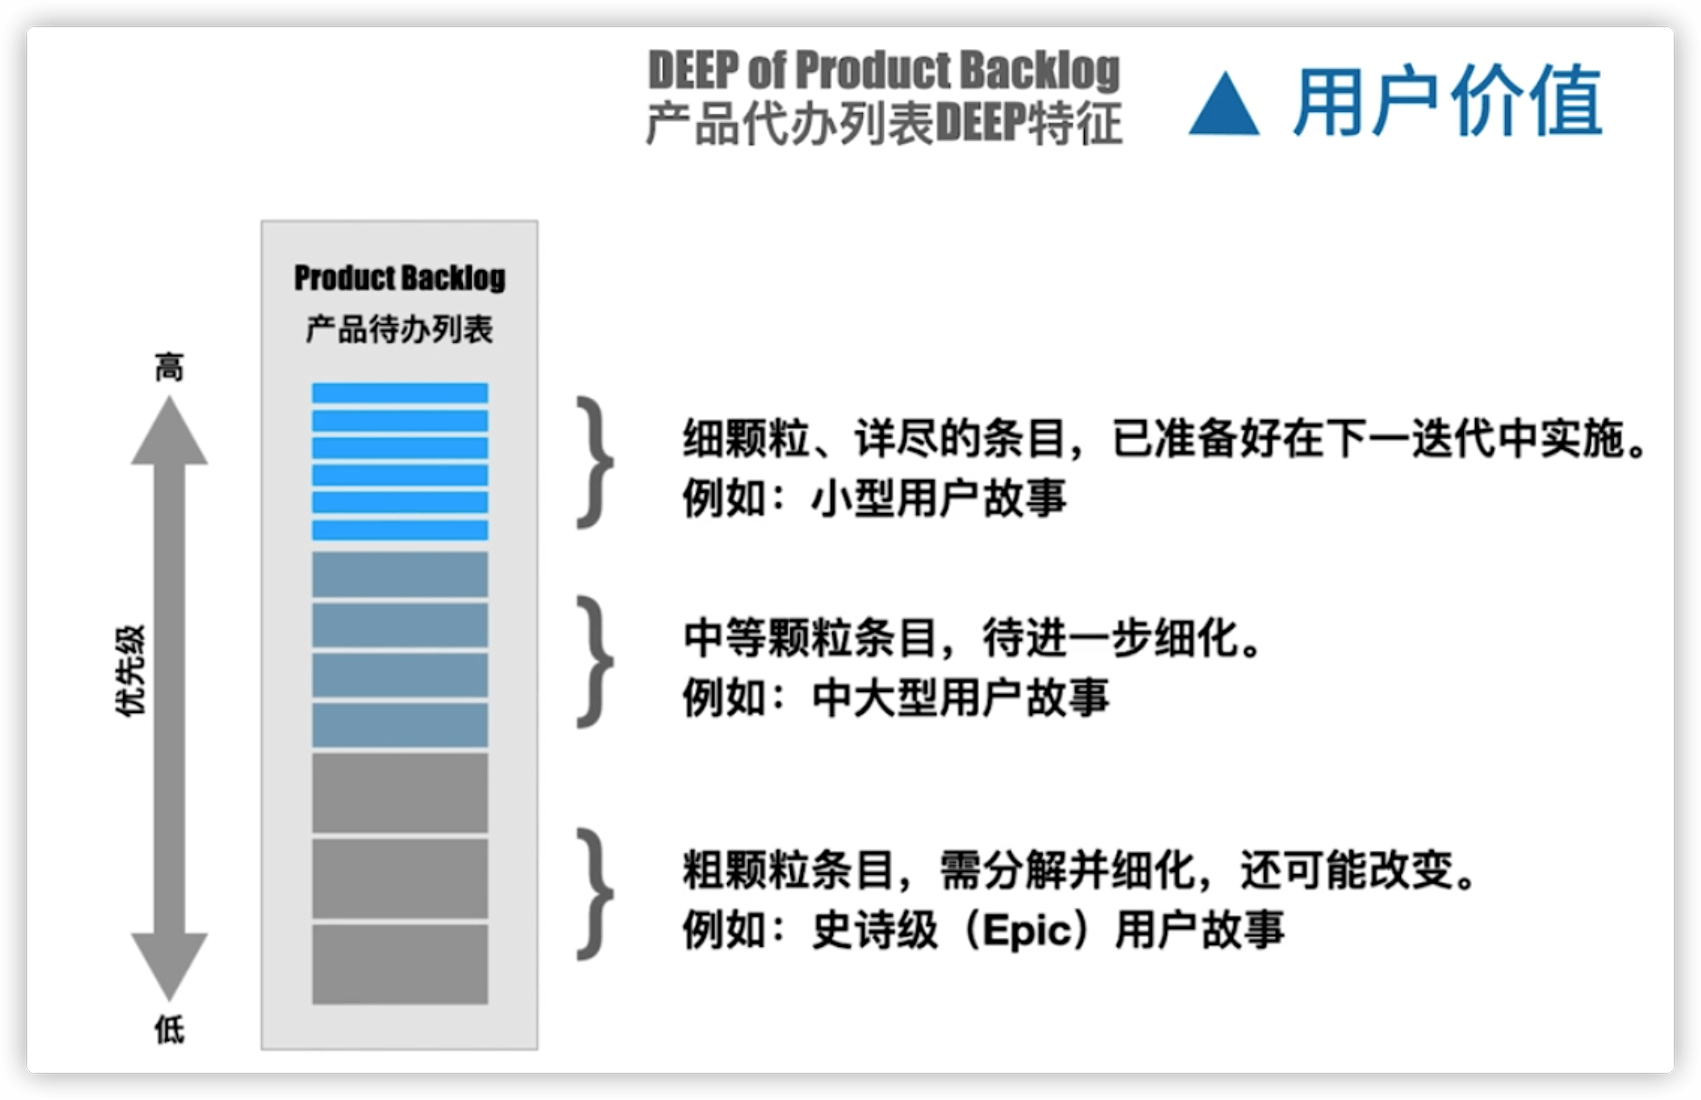 DEEP of Product Backlog
产品代办列表DEEP特征
用户价值
Product Backlog
产品待办列表
高
优先级
低
细颗粒、详尽的条目，已准备好在下一迭代中实施。
例如：小型用户故事
中等颗粒条目，待进一步细化。
例如：中大型用户故事
粗颗粒条目，需分解并细化，还可能改变。
例如：史诗级（Epic）用户故事